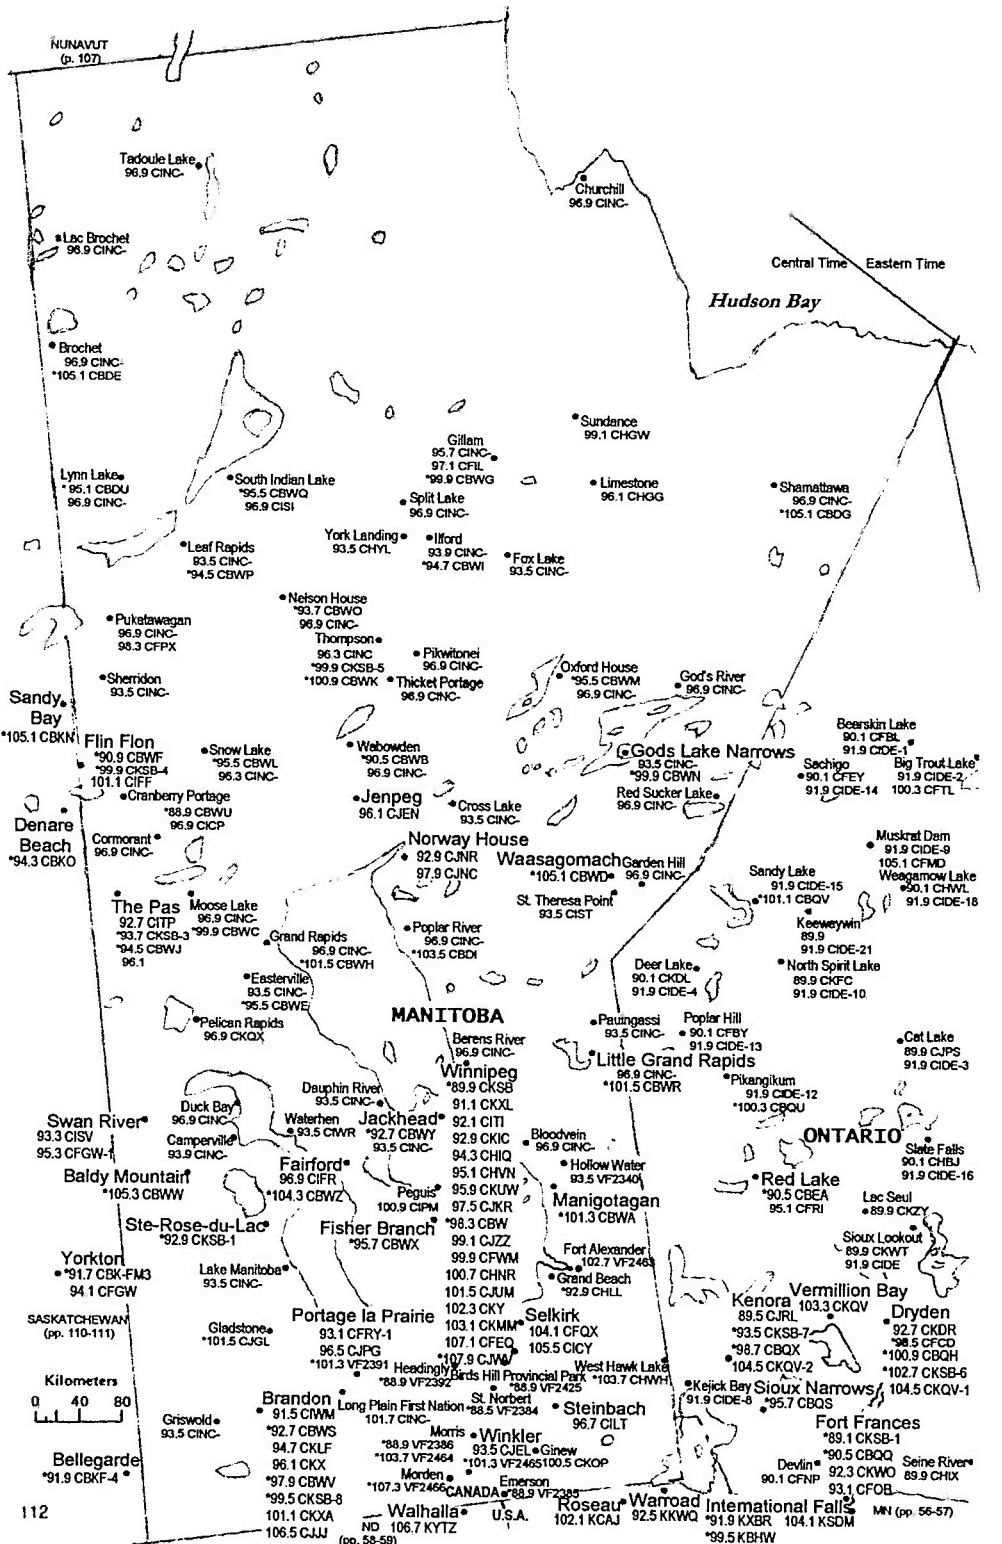 NUNAVUT
(p. 107)
Tadoule Lake
96.9 CINC-
Churchill
96.9 CINC-
Lac Brochet
96.9 CINC-
Central Time
Eastern Time
Hudson Bay
Brochet
96.9 CINC-
*105.1 CBDE
Sundance
99.1 CHGW
Gillam
95.7 CINC-
97.1 CFIL
*99.9 CBWG
Lynn Lake
*95.1 CBDU
96.9 CINC-
South Indian Lake
*95.5 CBWQ
96.9 CISI
Split Lake
96.9 CINC-
Limestone
96.1 CHGG
Shamattawa
96.9 CINC-
*105.1 CBDG
York Landing
93.5 CHYL
Ilford
93.9 CINC-
*94.7 CBWI
Fox Lake
93.5 CINC-
Leaf Rapids
93.5 CINC-
*94.5 CBWP
Nelson House
*93.7 CBWO
96.9 CINC-
Pukatawagan
96.9 CINC-
98.3 CFPX
Thompson
96.3 CINC
*99.9 CKSB-5
*100.9 CBWK
Pikwitonei
96.9 CINC-
Thicket Portage
96.9 CINC-
Sherridon
93.5 CINC-
Oxford House
*95.5 CBWM
96.9 CINC-
God's River
96.9 CINC-
Sandy
Bay
*105.1 CBKN
Flin Flon
*90.9 CBWF
*99.9 CKSB-4
101.1 CIFF
Snow Lake
*95.5 CBWL
96.3 CINC-
Wabowden
*90.5 CBWB
96.9 CINC-
Gods Lake Narrows
93.5 CINC-
*99.9 CBWN
Bearskin Lake
90.1 CFBL
91.9 CIDE-1
Sachigo
90.1 CFEY
91.9 CIDE-14
Big Trout Lake
91.9 CIDE-2
100.3 CFTL
Cranberry Portage
*88.9 CBWU
96.9 CICP
Jenpeg
96.1 CJEN
Cross Lake
93.5 CINC-
Red Sucker Lake
96.9 CINC-
Denare
Beach
*94.3 CBKO
Cormorant
96.9 CINC-
Norway House
92.9 CJNR
97.9 CJNC
Waasagomach
*105.1 CBWD
Garden Hill
96.9 CINC-
St. Theresa Point
93.5 CIST
Muskrat Dam
91.9 CIDE-9
105.1 CFMD
Weagamow Lake
90.1 CHWL
91.9 CIDE-18
Sandy Lake
91.9 CIDE-15
*101.1 CBQV
Keeweywin
89.9
91.9 CIDE-21
The Pas
92.7 CITP
*93.7 CKSB-3
*94.5 CBWJ
96.1
Moose Lake
96.9 CINC-
*99.9 CBWC
Grand Rapids
96.9 CINC-
*101.5 CBWH
Poplar River
96.9 CINC-
*103.5 CBDI
Deer Lake
90.1 CKDL
91.9 CIDE-4
North Spirit Lake
89.9 CKFC
91.9 CIDE-10
Easterville
93.5 CINC-
*95.5 CBWE
Pelican Rapids
96.9 CKQX
MANITOBA
Pauingassi
93.5 CINC-
Poplar Hill
90.1 CFBY
91.9 CIDE-13
Cat Lake
89.9 CJPS
91.9 CIDE-3
Berens River
96.9 CINC-
Little Grand Rapids
96.9 CINC-
*101.5 CBWR
Pikangikum
91.9 CIDE-12
*100.3 CBQU
Winnipeg
*89.9 CKSB
91.1 CKXL
92.1 CITI
92.9 CKIC
94.3 CHIQ
95.1 CHVN
95.9 CKUW
97.5 CJKR
*98.3 CBW
99.1 CJZZ
99.9 CFWM
100.7 CHNR
101.5 CJUM
102.3 CKY
103.1 CKMM
107.1 CFEQ
*107.9 CJWV
Dauphin River
93.5 CINC-
Duck Bay
96.9 CINC-
Waterhen
93.5 CIWR
Jackhead
*92.7 CBWY
93.5 CINC-
Swan River
93.3 CISV
95.3 CFGW-1
Camperville
93.9 CINC-
Bloodvein
96.9 CINC-
ONTARIO
Slate Falls
90.1 CHBJ
91.9 CIDE-16
Baldy Mountain
*105.3 CBWW
Fairford
96.9 CIFR
*104.3 CBWZ
Hollow Water
93.5 VF2340
Peguis
100.9 CIPM
Manigotagan
*101.3 CBWA
Red Lake
*90.5 CBEA
95.1 CFRI
Lac Seul
89.9 CKZY
Ste-Rose-du-Lac
*92.9 CKSB-1
Fisher Branch
*95.7 CBWX
Sioux Lookout
89.9 CKWT
91.9 CIDE
Yorkton
*91.7 CBK-FM3
94.1 CFGW
Lake Manitoba
93.5 CINC-
Fort Alexander
102.7 VF2463
Grand Beach
*92.9 CHLL
SASKATCHEWAN
(pp. 110-111)
Gladstone
*101.5 CJGL
Portage la Prairie
93.1 CFRY-1
96.5 CJPG
*101.3 VF2391
Selkirk
104.1 CFQX
105.5 CICY
Kenora
89.5 CJRL
*93.5 CKSB-7
*98.7 CBQX
104.5 CKQV-2
Vermillion Bay
103.3 CKQV
Dryden
92.7 CKDR
*98.5 CFCD
*100.9 CBQH
*102.7 CKSB-6
104.5 CKQV-1
Headingly
*88.9 VF2392
Birds Hill Provincial Park
*88.9 VF2425
West Hawk Lake
*103.7 CHWH
Kilometers
0 40 80
Brandon
91.5 CIWM
*92.7 CBWS
94.7 CKLF
96.1 CKX
*97.9 CBWV
*99.5 CKSB-8
101.1 CKXA
106.5 CJJJ
Long Plain First Nation
101.7 CINC-
St. Norbert
*88.5 VF2384
Steinbach
96.7 CILT
Kejick Bay
91.9 CIDE-8
Sioux Narrows
*95.7 CBQS
Griswold
93.5 CINC-
Morris
*88.9 VF2386
*103.7 VF2464
Winkler
93.5 CJEL
*101.3 VF2465
Ginew
100.5 CKOP
Fort Frances
*89.1 CKSB-1
*90.5 CBQQ
92.3 CKWO
93.1 CFOB
Bellegarde
*91.9 CBKF-4
Morden
*107.3 VF2466
Devlin
90.1 CFNP
Seine River
89.9 CHIX
CANADA
U.S.A.
Emerson
*88.9 VF2385
112
Walhalla
106.7 KYTZ
ND
(pp. 58-59)
Roseau
102.1 KCAJ
Warroad
92.5 KKWQ
International Falls
*91.9 KXBR
*99.5 KBHW
104.1 KSDM
MN (pp. 56-57)